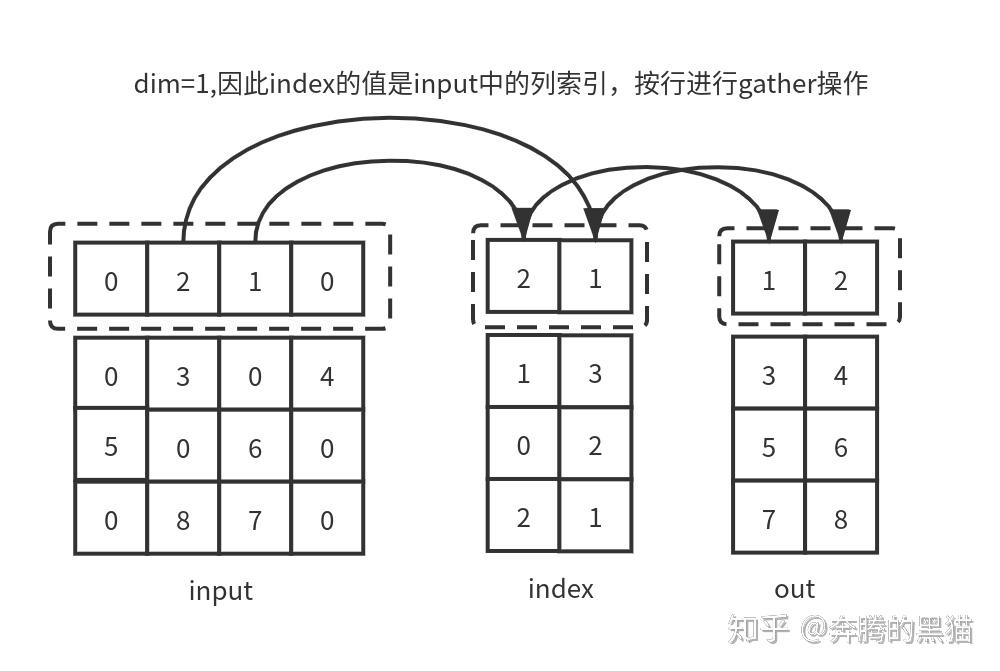 dim=1,因此index的值是input中的列索引，按行进行gather操作
0 2 1 0 2 1 1 2
0 3 0 4 1 3 3 4
5 0 6 0 0 2 5 6
0 8 7 0 2 1 7 8
input index out
知乎 @奔腾的黑猫